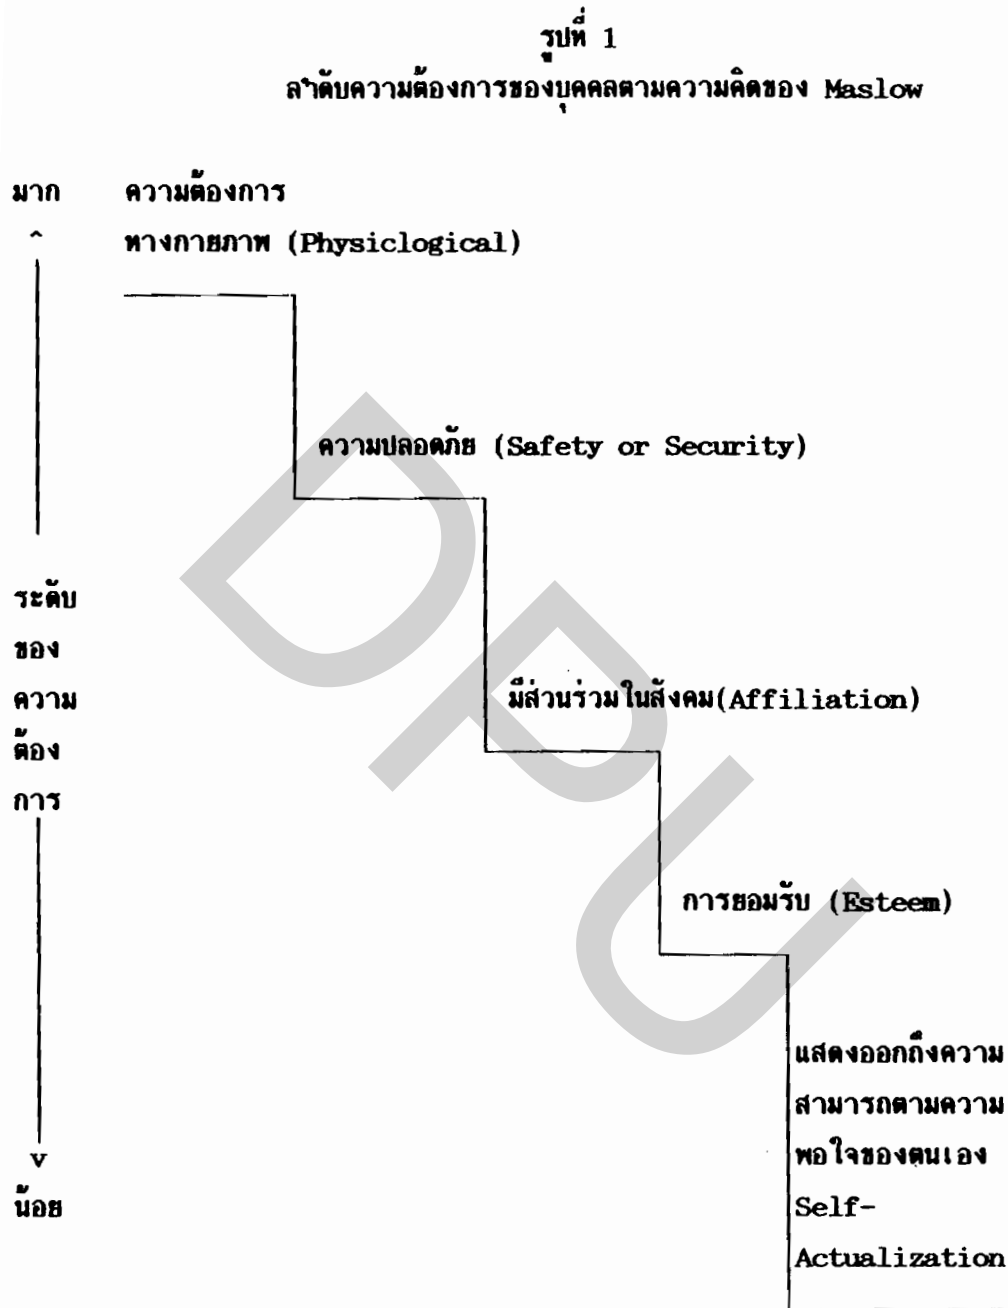 รูปที่ 1
ลำดับความต้องการของบุคคลตามความคิดของ Maslow
มาก ความต้องการ
^ ทางกายภาพ (Physiclogical)
ความปลอดภัย (Safety or Security)
ระดับ
ของ
ความ
ต้อง
การ
มีส่วนร่วมในสังคม(Affiliation)
การยอมรับ (Esteem)
แสดงออกถึงความ
สามารถตามความ
พอใจของตนเอง
Self-
Actualization
v
น้อย
DPU